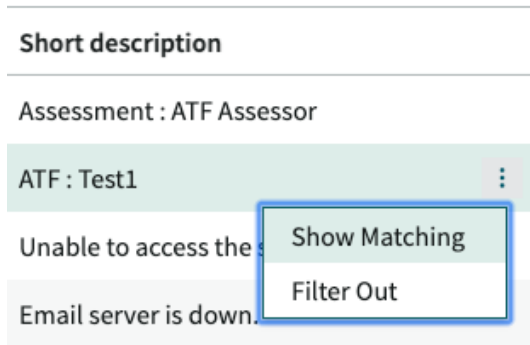 Short description
Assessment : ATF Assessor
ATF : Test1
Show Matching
Filter Out
Unable to access the
Email server is down.